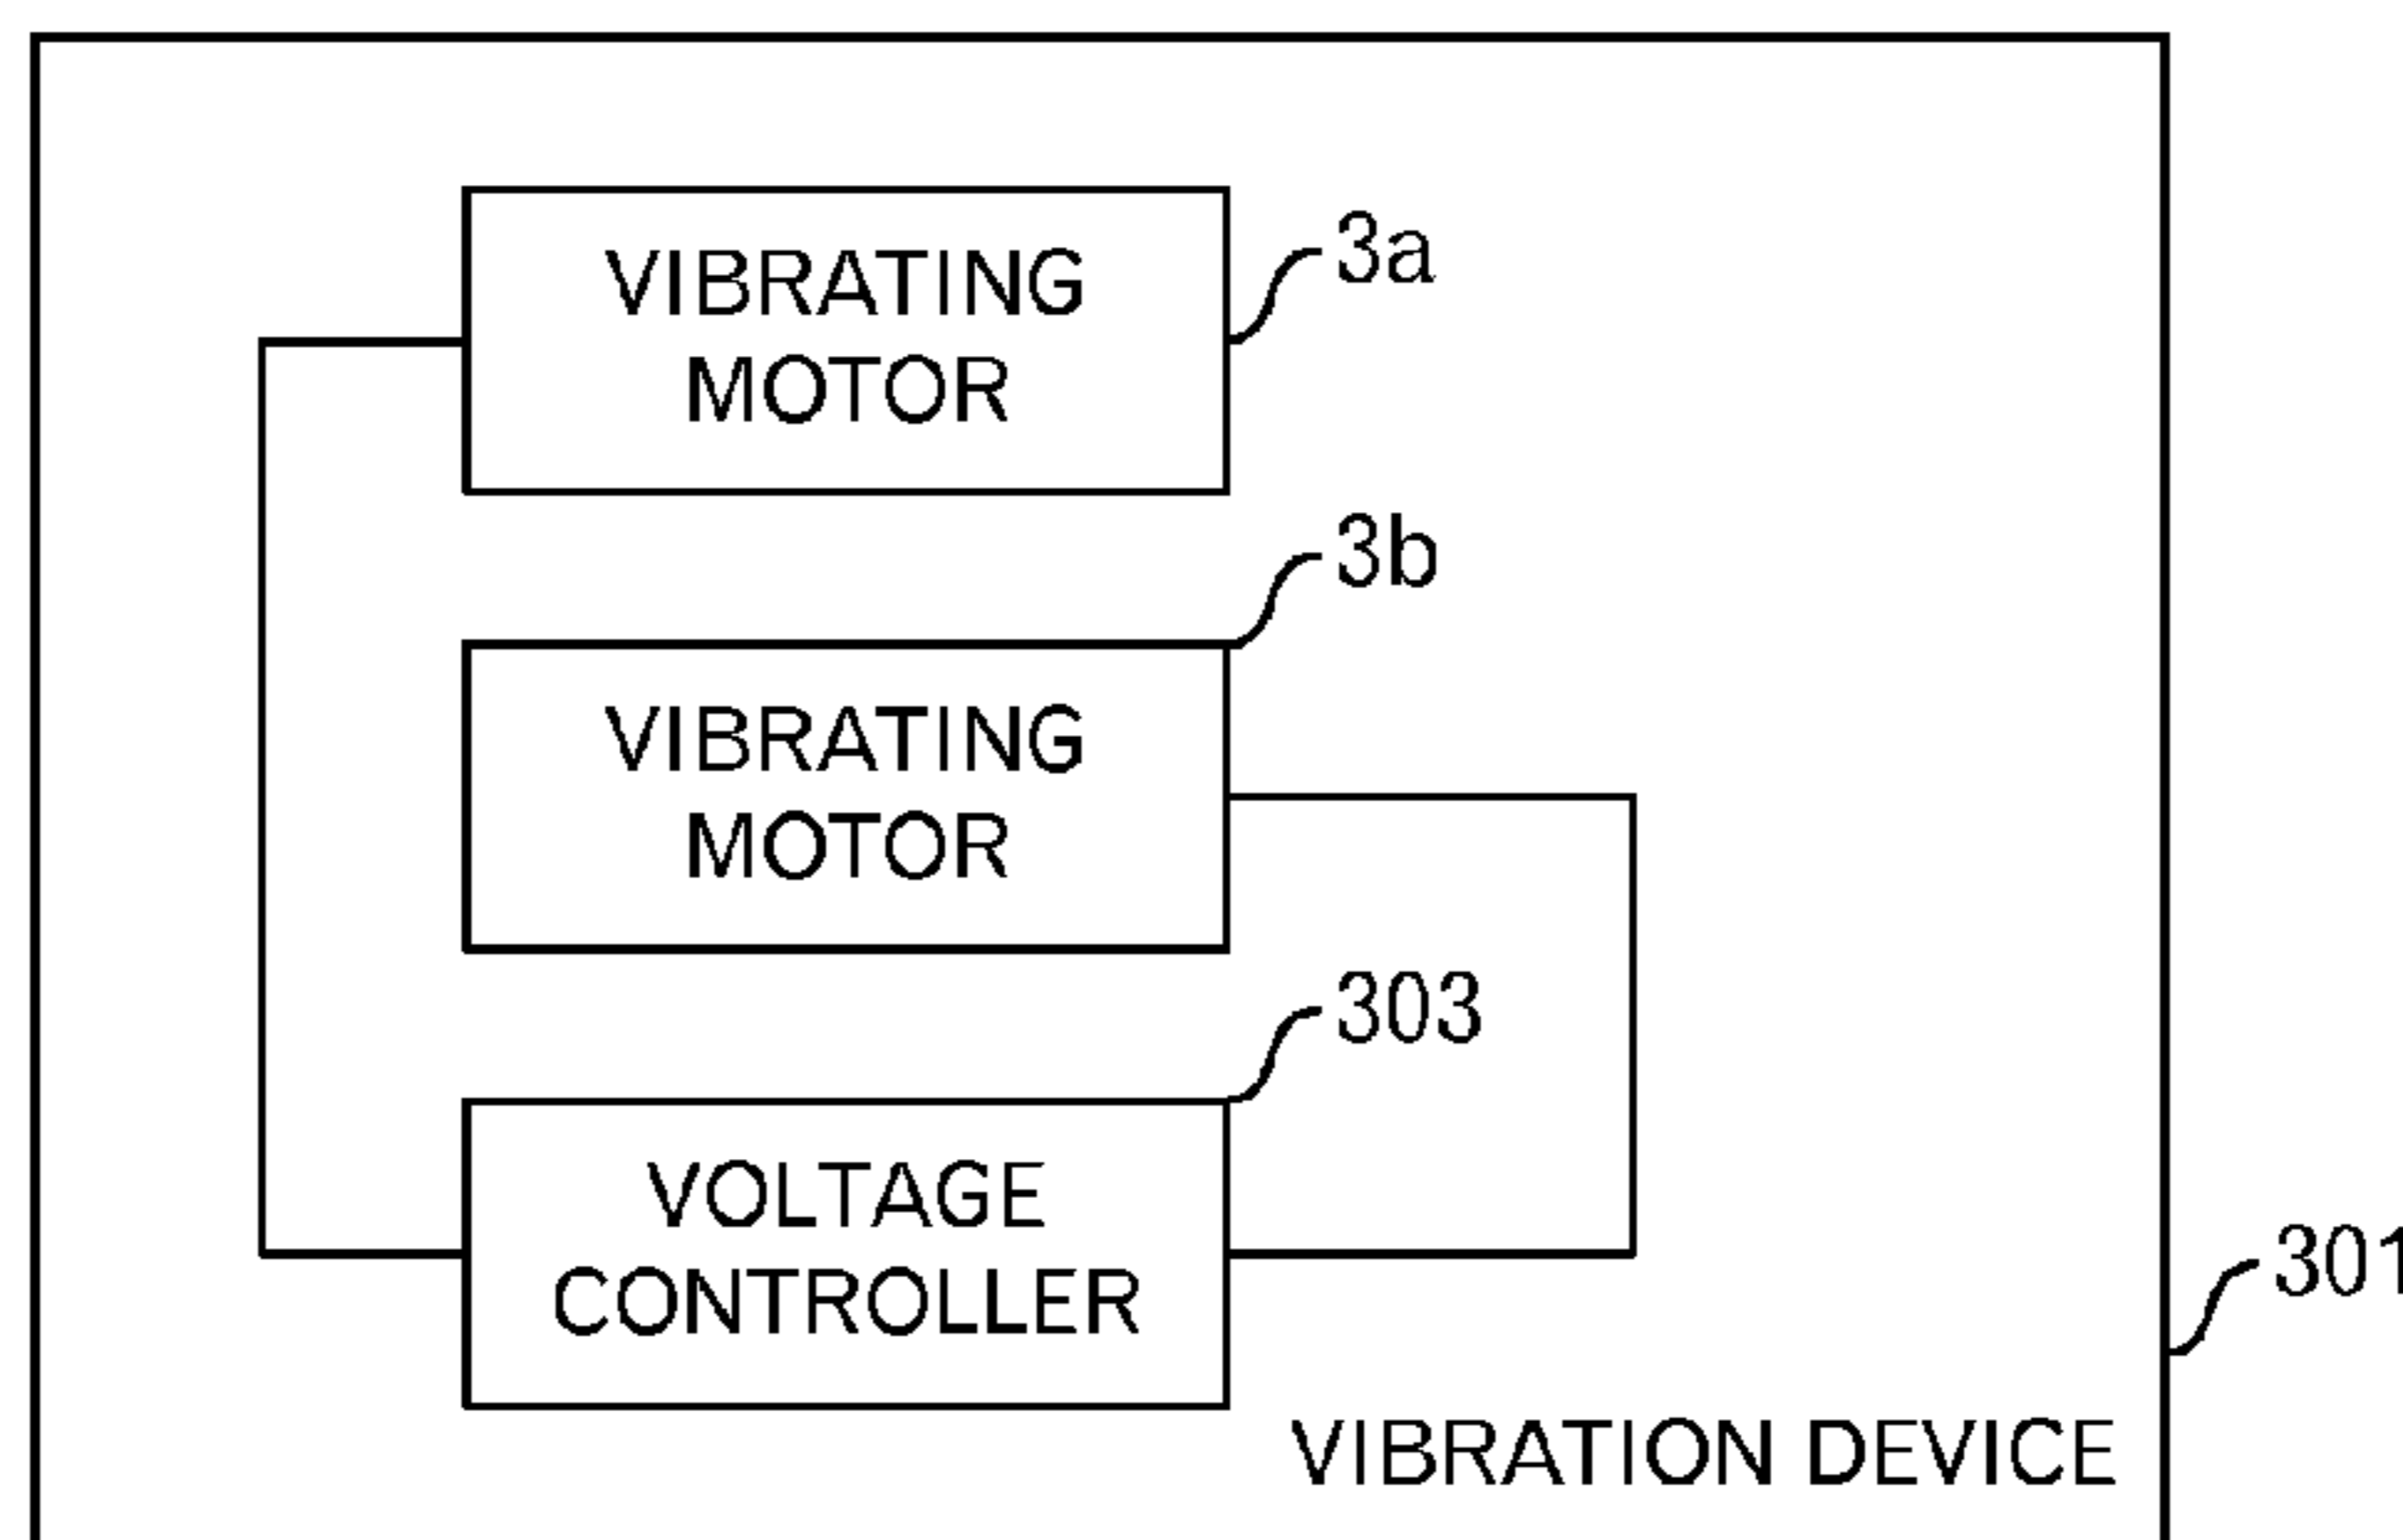 VIBRATING
MOTOR
3a
3b
VIBRATING
MOTOR
303
VOLTAGE
CONTROLLER
301
VIBRATION DEVICE